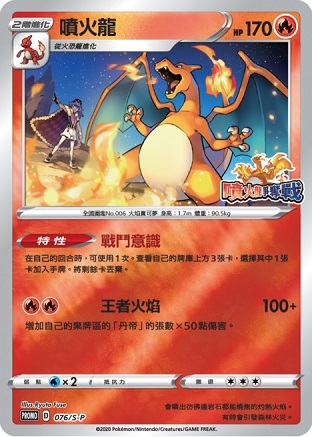 2階進化
噴火龍
HP 170
從火恐龍進化
噴火龍爭奪戰
全國圖鑑No.006 火焰寶可夢 身高：1.7m 體重：90.5kg
特性 戰鬥意識
在自己的回合時，可使用1次。查看自己的牌庫上方3張卡，選擇其中1張
加入手牌。將剩餘卡丟棄。
王者火焰 100+
增加自己的棄牌區的「丹帝」的張數×50點傷害。
弱點 ×2 抵抗力 撤退
Illus. Ryuta Fuse
PROMO D 076/S-P
會噴出彷彿連岩石都能燒焦的灼熱火焰。
有時會引發森林火災。
©2020 Pokémon/Nintendo/Creatures/GAME FREAK.